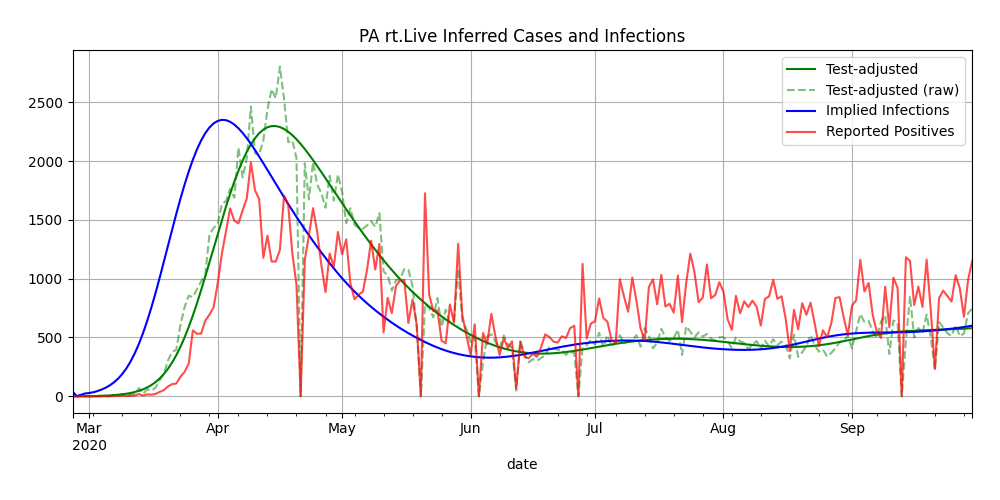 PA rt.Live Inferred Cases and Infections
Test-adjusted
Test-adjusted (raw)
Implied Infections
Reported Positives
2500
2000
1500
1000
500
0
Mar Apr May Jun Jul Aug Sep
2020
date